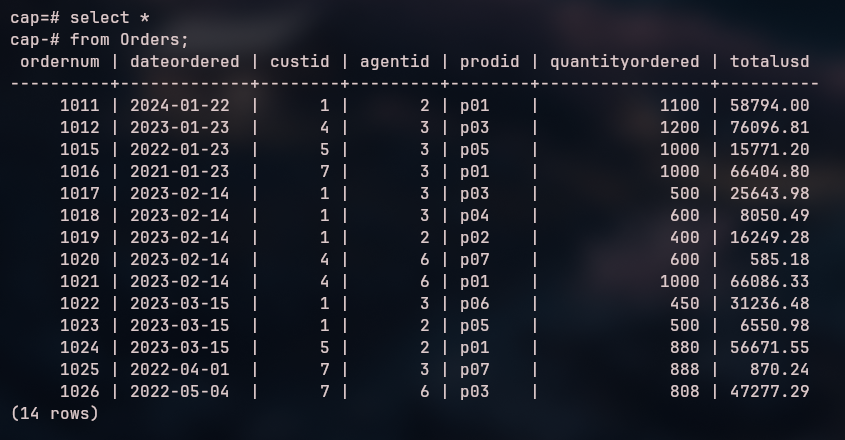 cap=# select *
cap-# from Orders;
 ordernum | dateordered | custid | agentid | prodid | quantityordered | totalusd
----------+-------------+--------+---------+--------+-----------------+----------
     1011 | 2024-01-22  |      1 |       2 | p01    |            1100 | 58794.00
     1012 | 2023-01-23  |      4 |       3 | p03    |            1200 | 76096.81
     1015 | 2022-01-23  |      5 |       3 | p05    |            1000 | 15771.20
     1016 | 2021-01-23  |      7 |       3 | p01    |            1000 | 66404.80
     1017 | 2023-02-14  |      1 |       3 | p03    |             500 | 25643.98
     1018 | 2023-02-14  |      1 |       3 | p04    |             600 |  8050.49
     1019 | 2023-02-14  |      1 |       2 | p02    |             400 | 16249.28
     1020 | 2023-02-14  |      4 |       6 | p07    |             600 |   585.18
     1021 | 2023-02-14  |      4 |       6 | p01    |            1000 | 66086.33
     1022 | 2023-03-15  |      1 |       3 | p06    |             450 | 31236.48
     1023 | 2023-03-15  |      1 |       2 | p05    |             500 |  6550.98
     1024 | 2023-03-15  |      5 |       2 | p01    |             880 | 56671.55
     1025 | 2022-04-01  |      7 |       3 | p07    |             888 |   870.24
     1026 | 2022-05-04  |      7 |       6 | p03    |             808 | 47277.29
(14 rows)